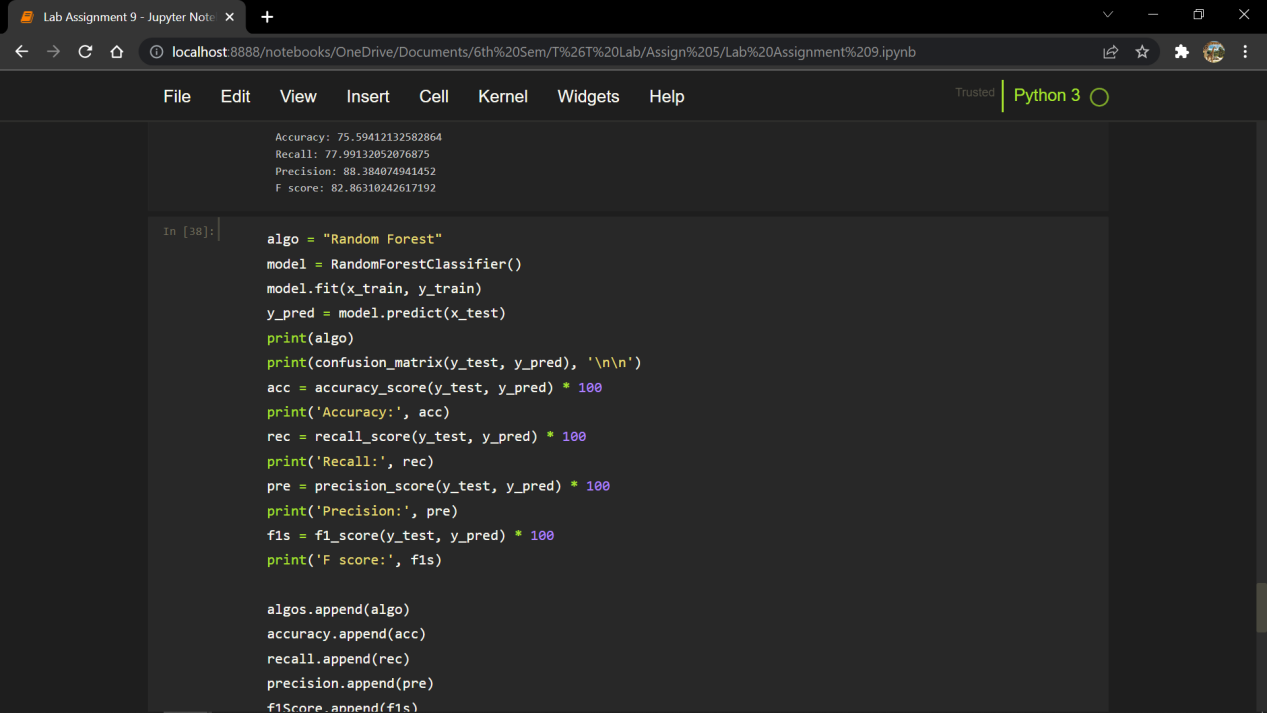 Lab Assignment 9 - Jupyter Note
localhost:8888/notebooks/OneDrive/Documents/6th%20Sem/T%26T%20Lab/Assign%205/Lab%20Assignment%209.ipynb
File Edit View Insert Cell Kernel Widgets Help Trusted Python 3
Accuracy: 75.59412132582864
Recall: 77.99132052076875
Precision: 88.384074941452
F score: 82.86310242617192
In [38]:
algo = "Random Forest"
model = RandomForestClassifier()
model.fit(x_train, y_train)
y_pred = model.predict(x_test)
print(algo)
print(confusion_matrix(y_test, y_pred), '\n\n')
acc = accuracy_score(y_test, y_pred) * 100
print('Accuracy:', acc)
rec = recall_score(y_test, y_pred) * 100
print('Recall:', rec)
pre = precision_score(y_test, y_pred) * 100
print('Precision:', pre)
f1s = f1_score(y_test, y_pred) * 100
print('F score:', f1s)
algos.append(algo)
accuracy.append(acc)
recall.append(rec)
precision.append(pre)
f1Score.append(f1s)